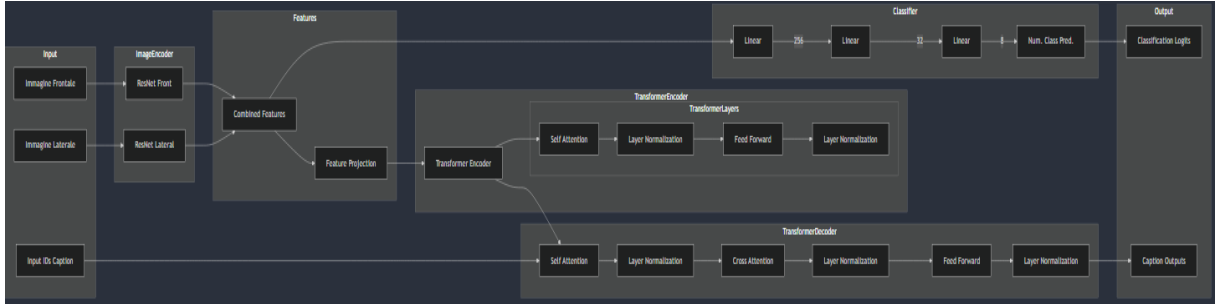 Input
Immagine Frontale
Immagine Laterale
Input IDs Caption
ImageEncoder
ResNet Front
ResNet Lateral
Features
Combined Features
Feature Projection
TransformerEncoder
Transformer Encoder
TransformerLayers
Self Attention
Layer Normalization
Feed Forward
Layer Normalization
TransformerDecoder
Self Attention
Layer Normalization
Cross Attention
Layer Normalization
Feed Forward
Layer Normalization
Classifier
Linear
256
Linear
32
Linear
Num. Class Pred.
Output
Classification Logits
Caption Outputs